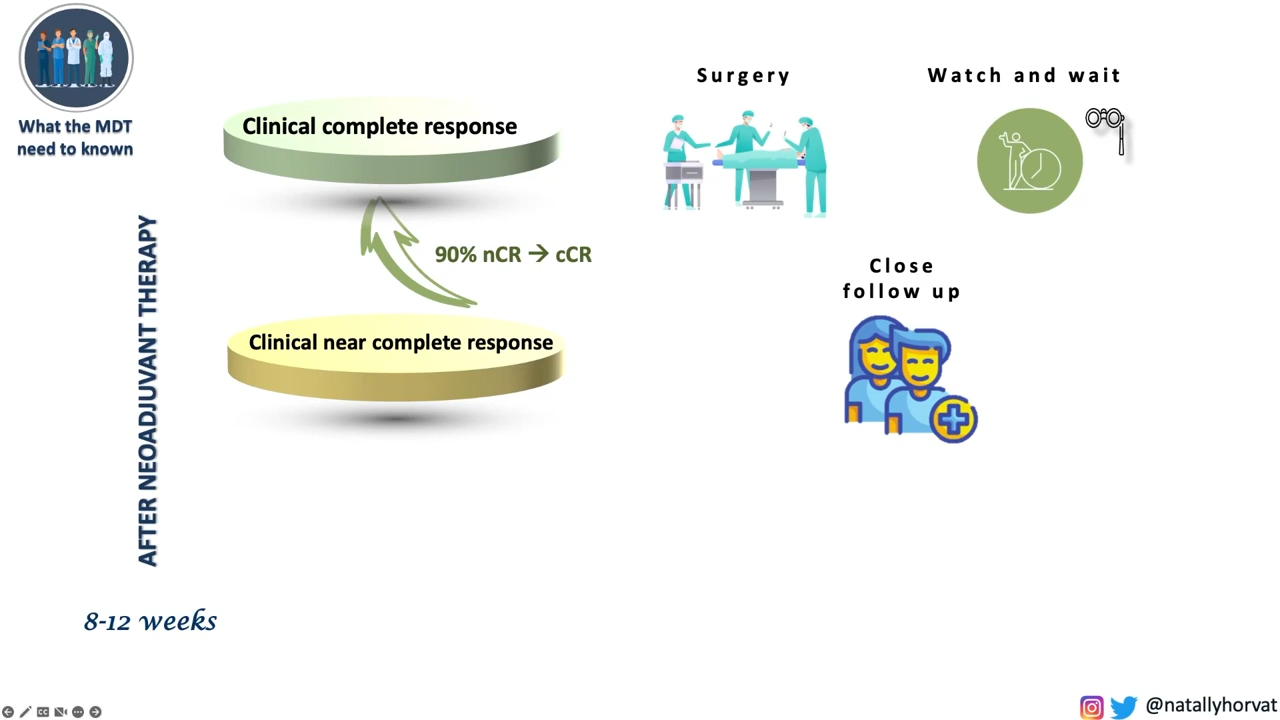 What the MDT
need to known
AFTER NEOADJUVANT THERAPY
8-12 weeks
Clinical complete response
90% nCR → cCR
Clinical near complete response
Surgery
Watch and wait
Close
follow up
CC
@natallyhorvat